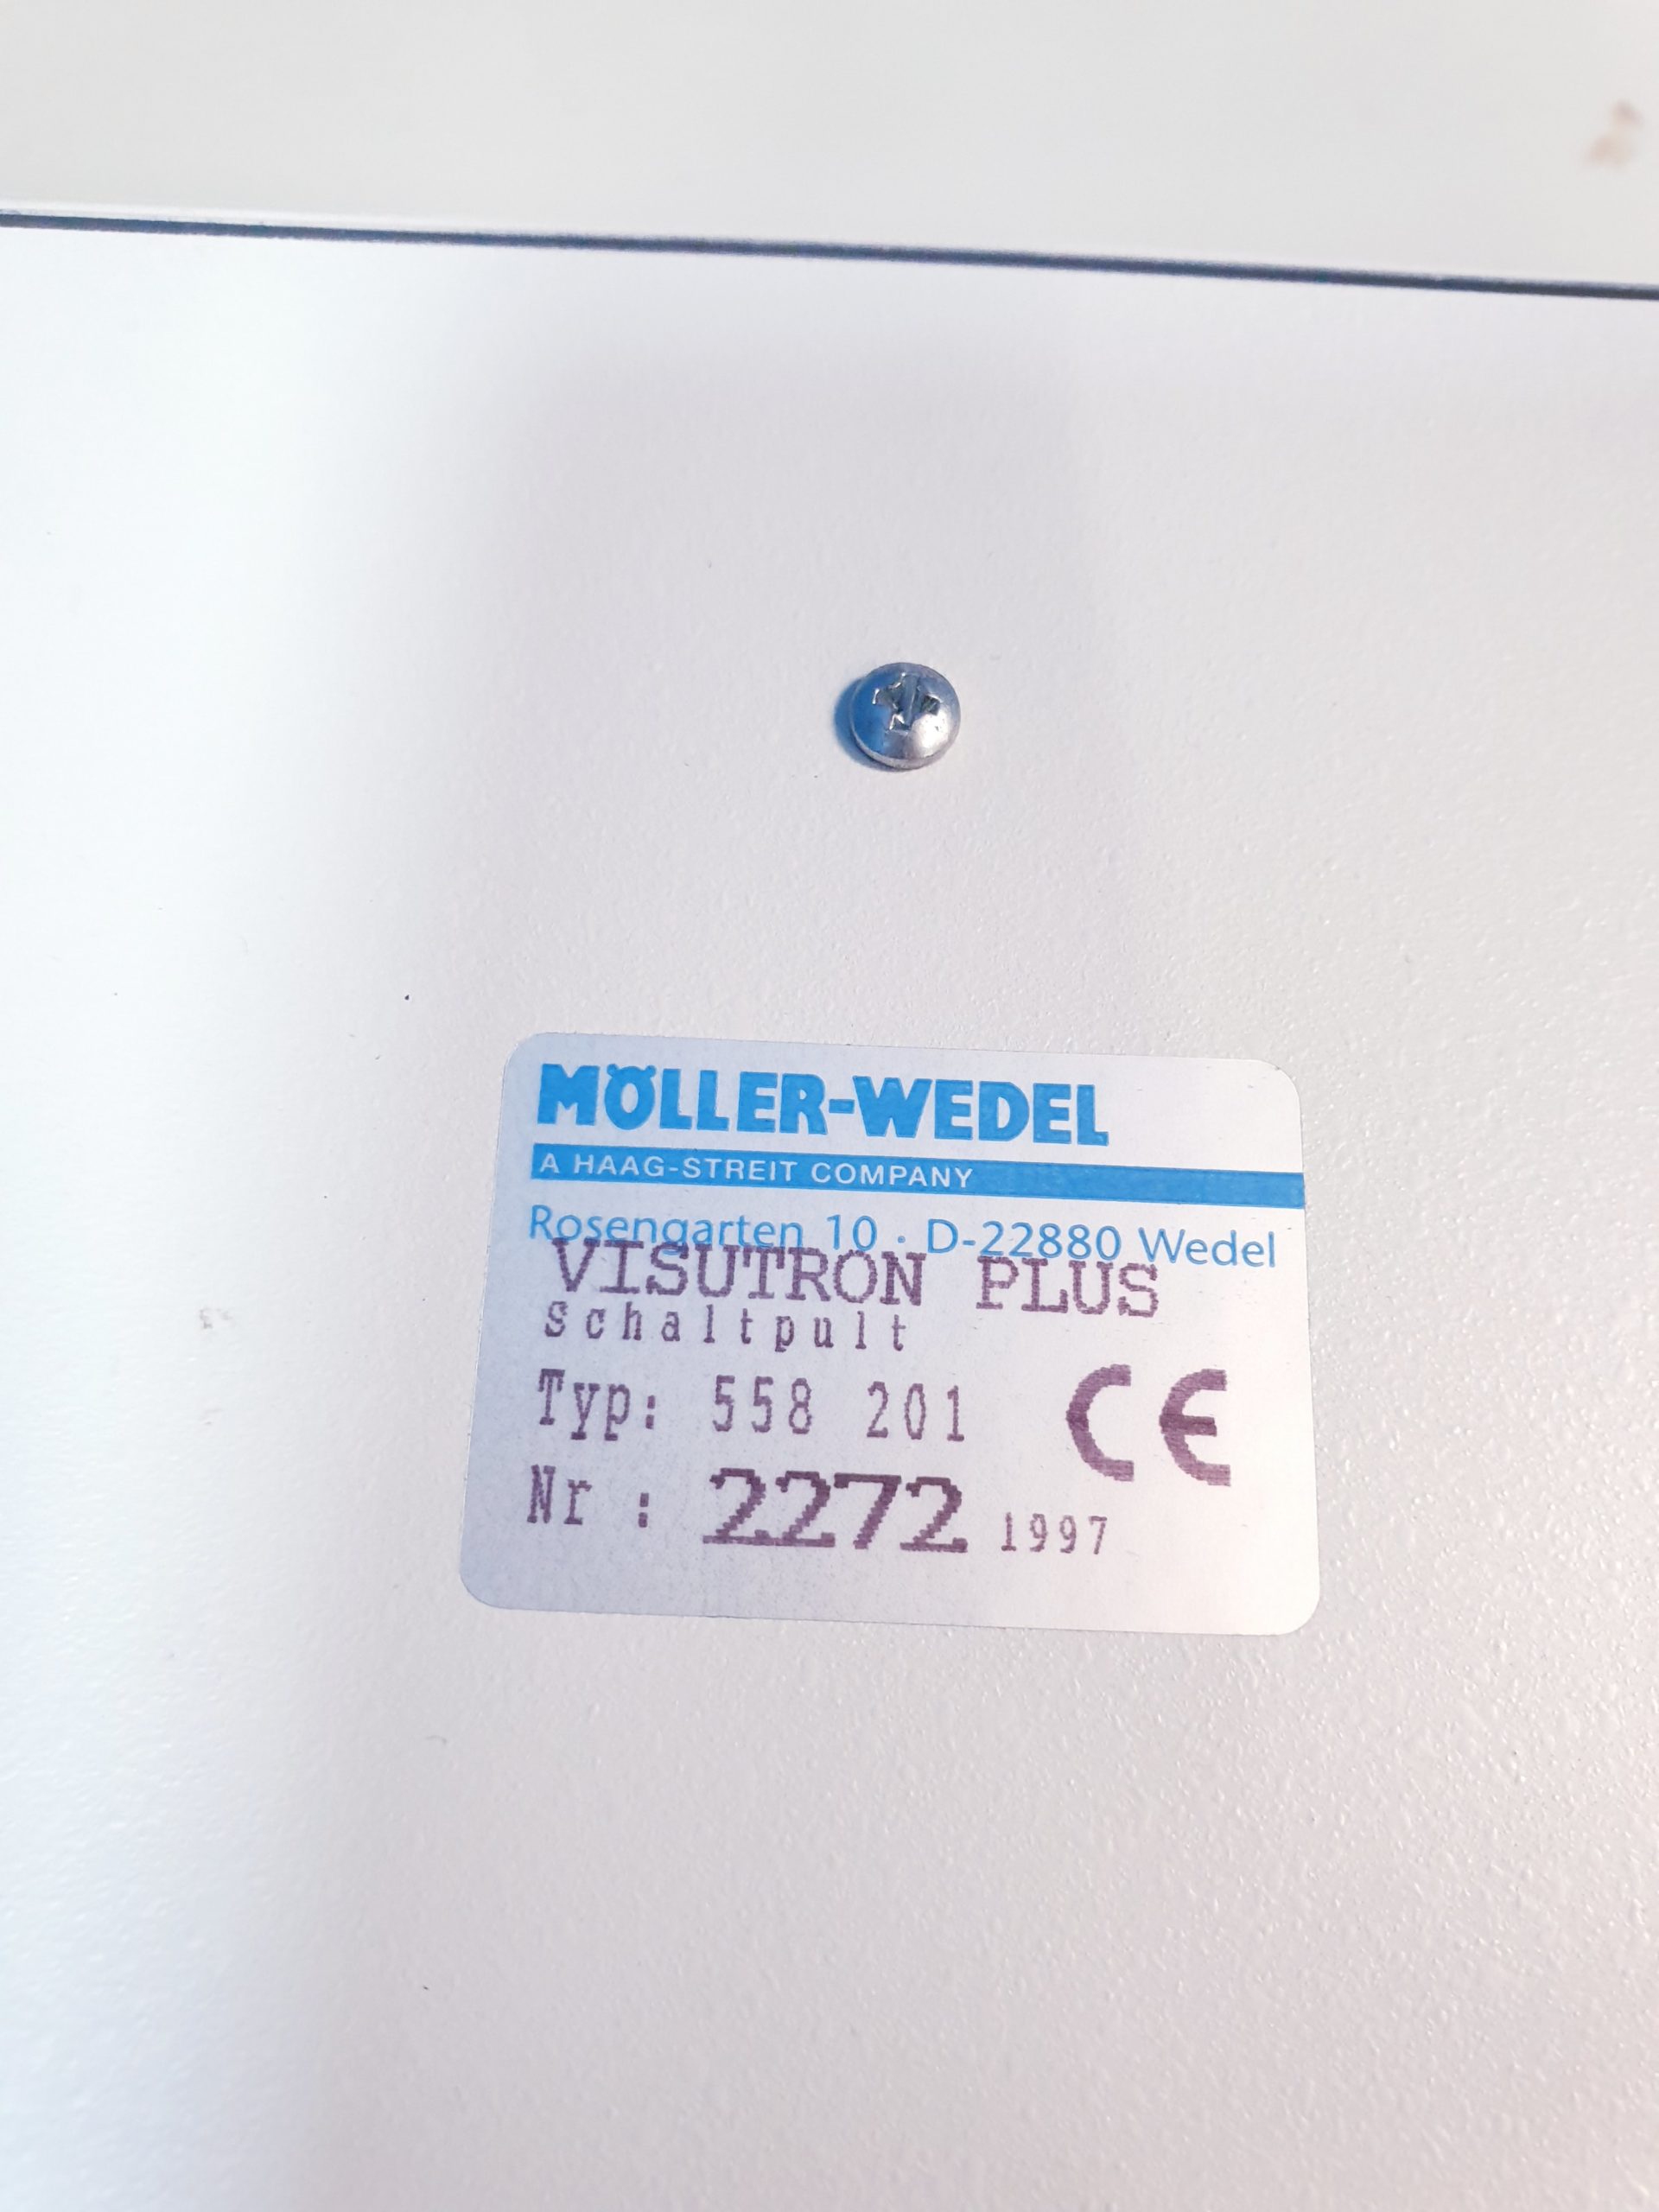 MÖLLER-WEDEL
A HAAG-STREIT COMPANY
Rosengarten 10 · D-22880 Wedel
VISUTRON PLUS
Schaltpult
Typ: 558 201 CE
Nr : 2272 1997